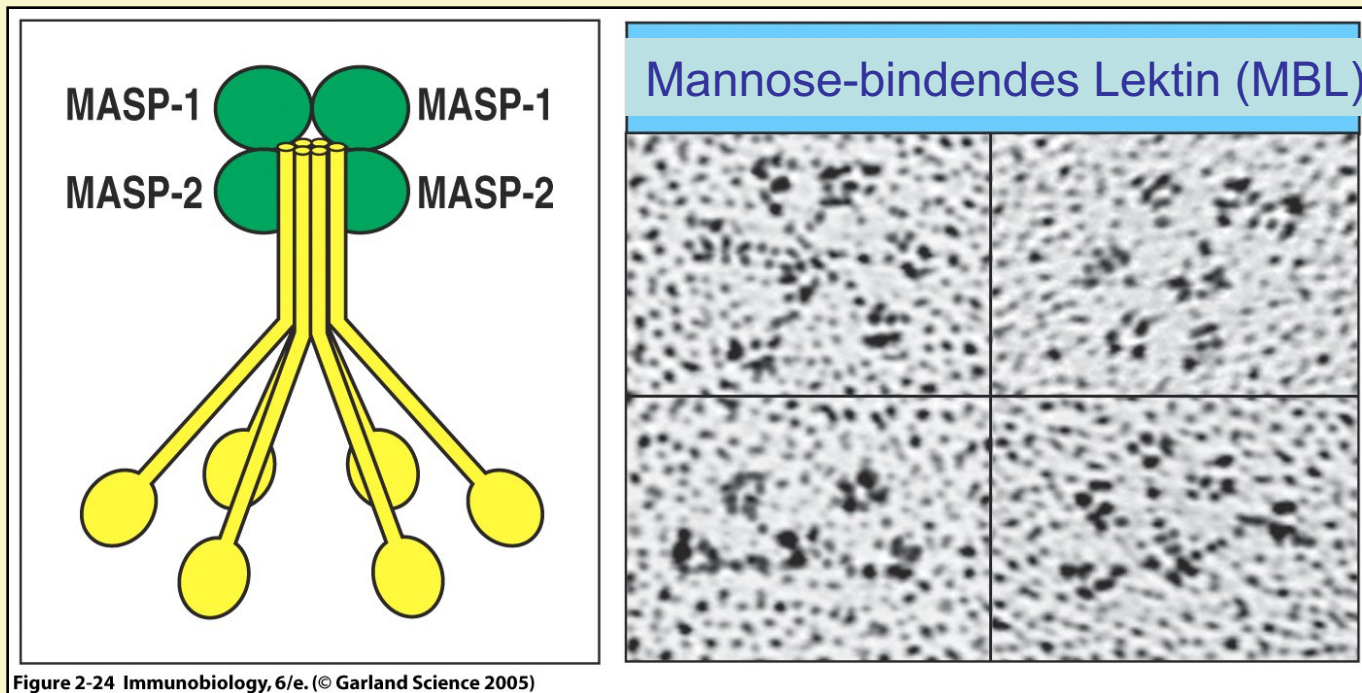 MASP-1 MASP-1
MASP-2 MASP-2
Mannose-bindendes Lektin (MBL)
Figure 2-24 Immunobiology, 6/e. (© Garland Science 2005)